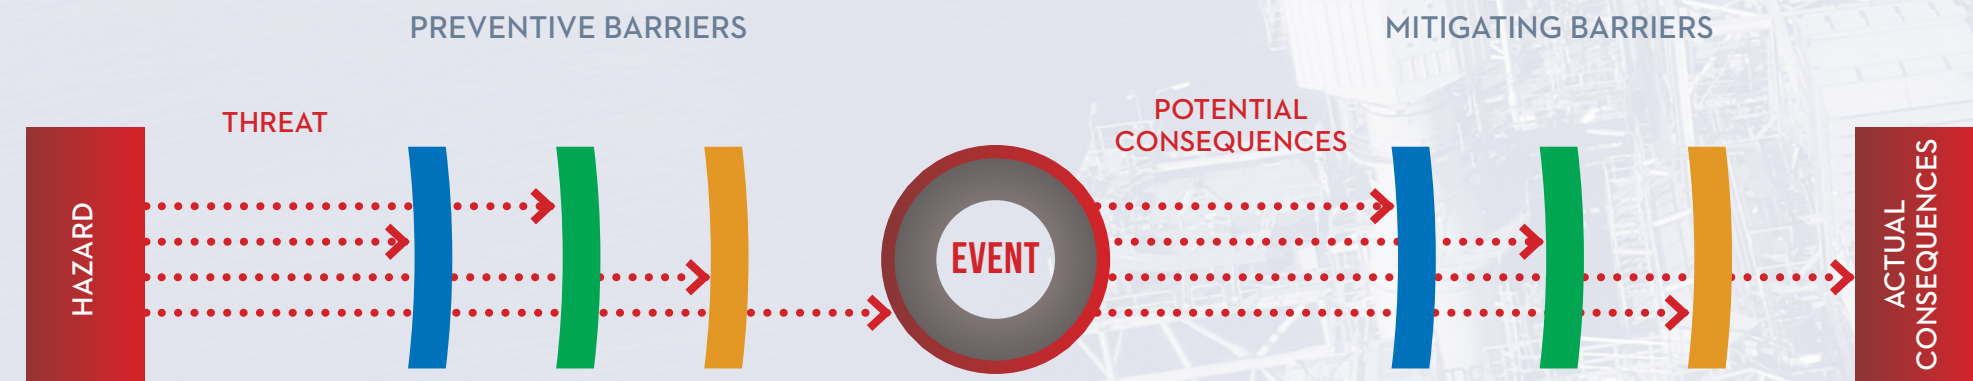 PREVENTIVE BARRIERS
MITIGATING BARRIERS
THREAT
POTENTIAL
CONSEQUENCES
HAZARD
EVENT
ACTUAL
CONSEQUENCES